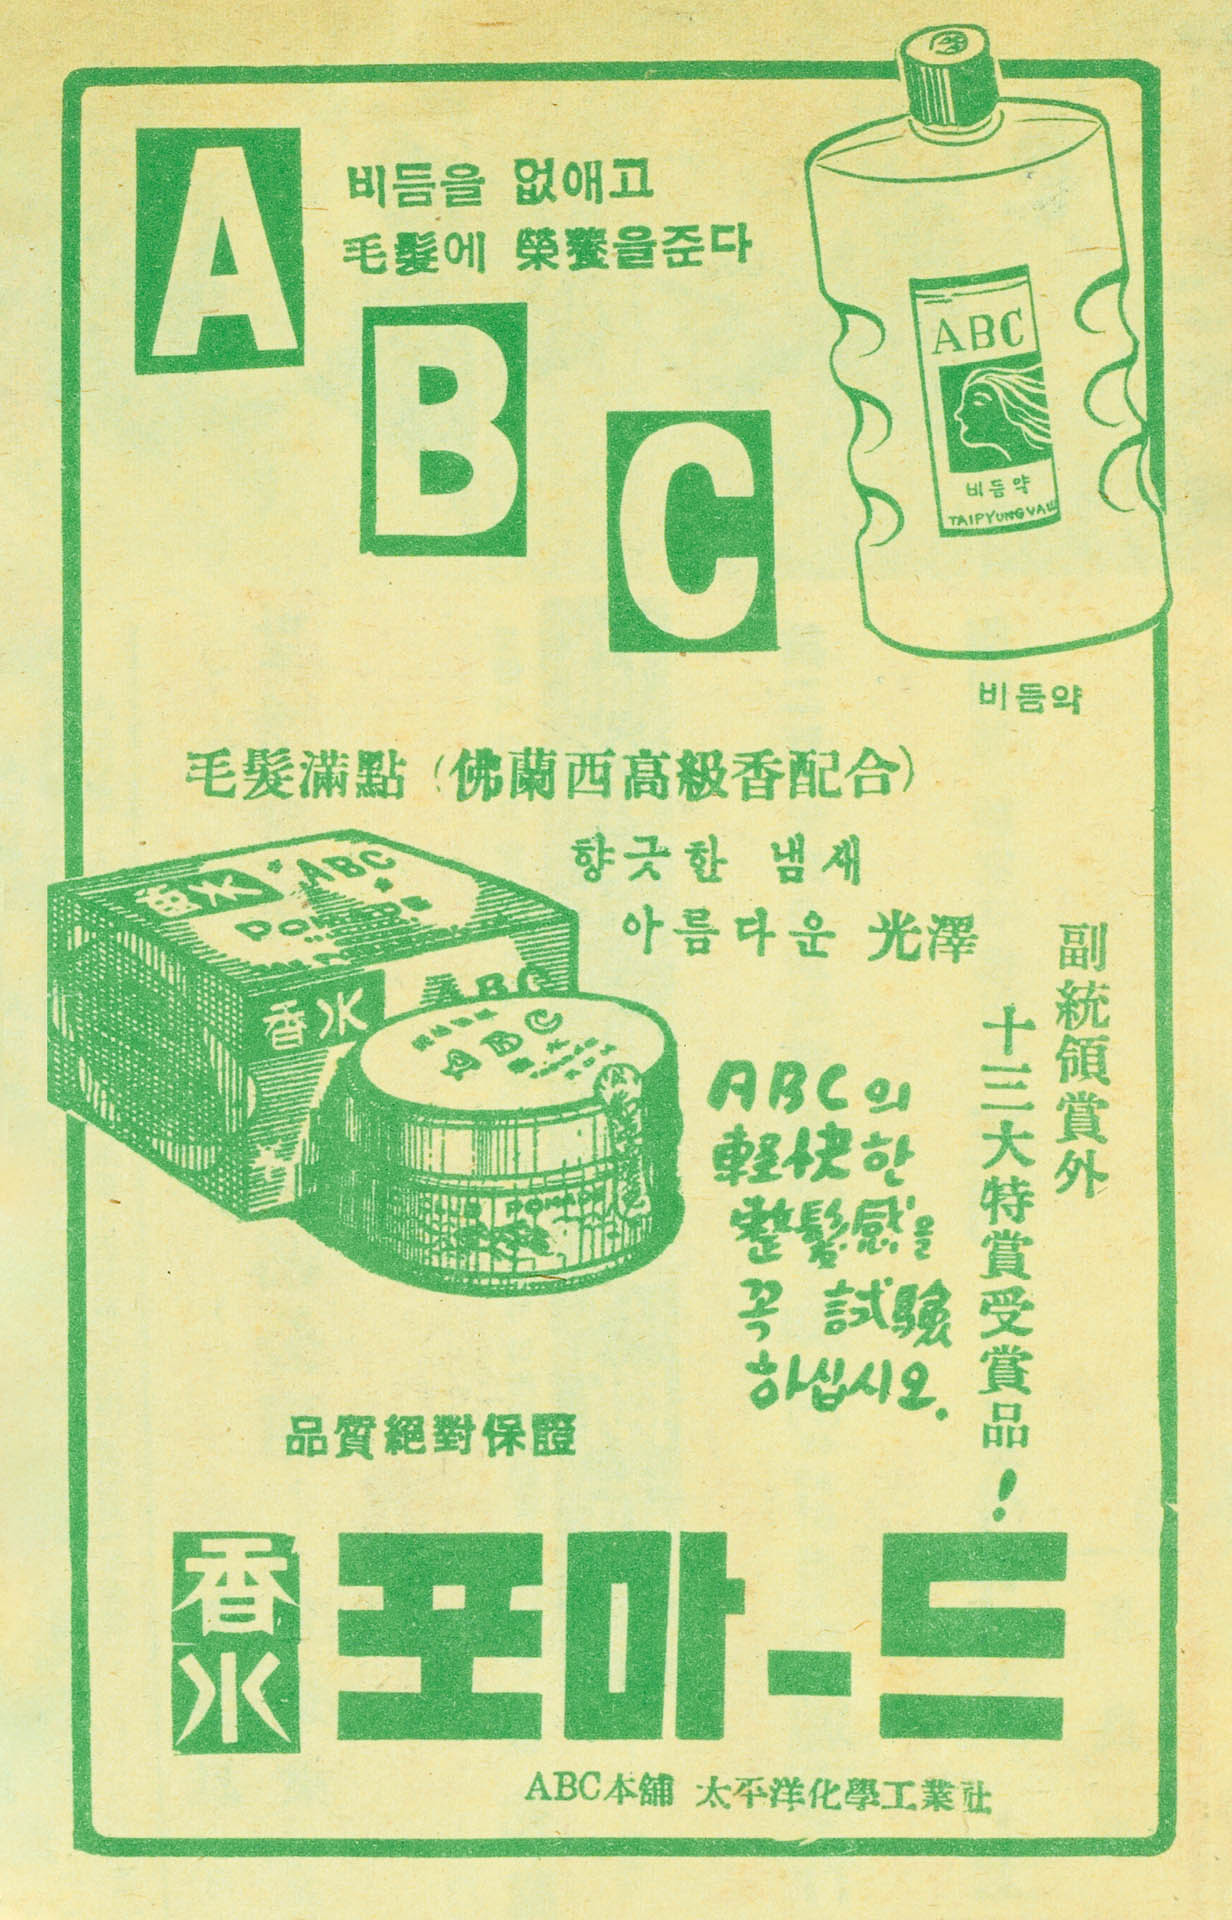 A
B
C
비듬을 없애고
毛髮에 榮養을준다
ABC
비듬약
비듬약
毛髮滿點 (佛蘭西高級香配合)
향긋한 냄새
아름다운 光澤
香水 ABC
POMADE
香水 ABC
ABC
POMADE
副統領賞外
十三大特賞受賞品!
ABC의
輕快한
整髮感을
꼭 試驗
하십시오.
品質絕對保證
香水 포마-드
ABC本舖 太平洋化學工業社